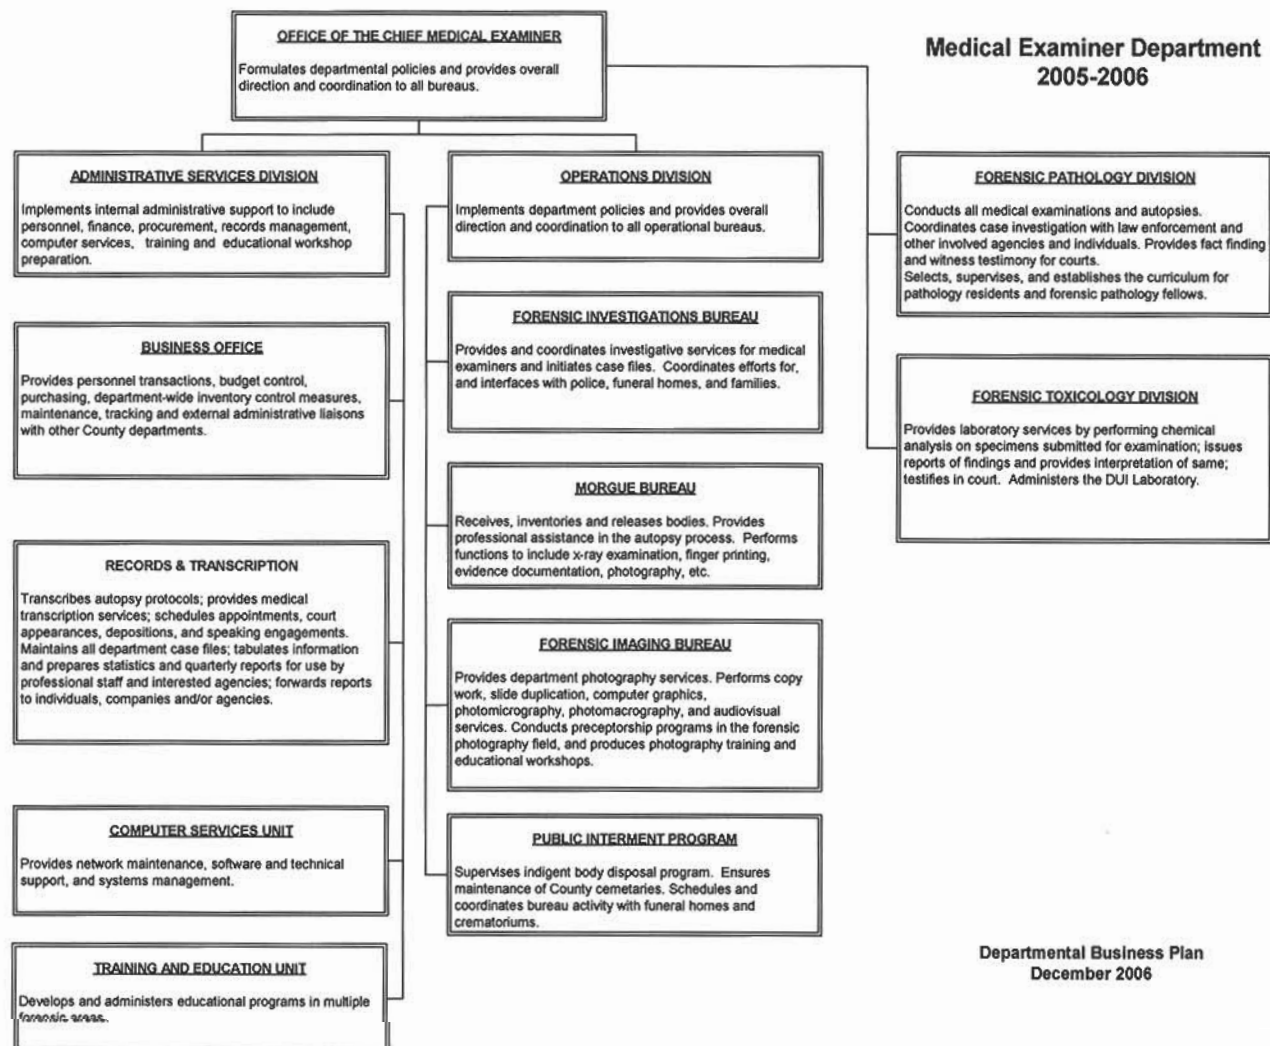 OFFICE OF THE CHIEF MEDICAL EXAMINER
Formulates departmental policies and provides overall
direction and coordination to all bureaus.
Medical Examiner Department
2005-2006
ADMINISTRATIVE SERVICES DIVISION
Implements internal administrative support to include
personnel, finance, procurement, records management,
computer services, training and educational workshop
preparation.
BUSINESS OFFICE
Provides personnel transactions, budget control,
purchasing, department-wide inventory control measures,
maintenance, tracking and external administrative liaisons
with other County departments.
RECORDS & TRANSCRIPTION
Transcribes autopsy protocols; provides medical
transcription services; schedules appointments, court
appearances, depositions, and speaking engagements.
Maintains all department case files; tabulates information
and prepares statistics and quarterly reports for use by
professional staff and interested agencies; forwards reports
to individuals, companies and/or agencies.
COMPUTER SERVICES UNIT
Provides network maintenance, software and technical
support, and systems management.
TRAINING AND EDUCATION UNIT
Develops and administers educational programs in multiple
forensic areas.
OPERATIONS DIVISION
Implements department policies and provides overall
direction and coordination to all operational bureaus.
FORENSIC INVESTIGATIONS BUREAU
Provides and coordinates investigative services for medical
examiners and initiates case files. Coordinates efforts for,
and interfaces with police, funeral homes, and families.
MORGUE BUREAU
Receives, inventories and releases bodies. Provides
professional assistance in the autopsy process. Performs
functions to include x-ray examination, finger printing,
evidence documentation, photography, etc.
FORENSIC IMAGING BUREAU
Provides department photography services. Performs copy
work, slide duplication, computer graphics,
photomicrography, photomacrography, and audiovisual
services. Conducts preceptorship programs in the forensic
photography field, and produces photography training and
educational workshops.
PUBLIC INTERMENT PROGRAM
Supervises indigent body disposal program. Ensures
maintenance of County cemetaries. Schedules and
coordinates bureau activity with funeral homes and
crematoriums.
FORENSIC PATHOLOGY DIVISION
Conducts all medical examinations and autopsies.
Coordinates case investigation with law enforcement and
other involved agencies and individuals. Provides fact finding
and witness testimony for courts.
Selects, supervises, and establishes the curriculum for
pathology residents and forensic pathology fellows.
FORENSIC TOXICOLOGY DIVISION
Provides laboratory services by performing chemical
analysis on specimens submitted for examination; issues
reports of findings and provides interpretation of same;
testifies in court. Administers the DUI Laboratory.
Departmental Business Plan
December 2006